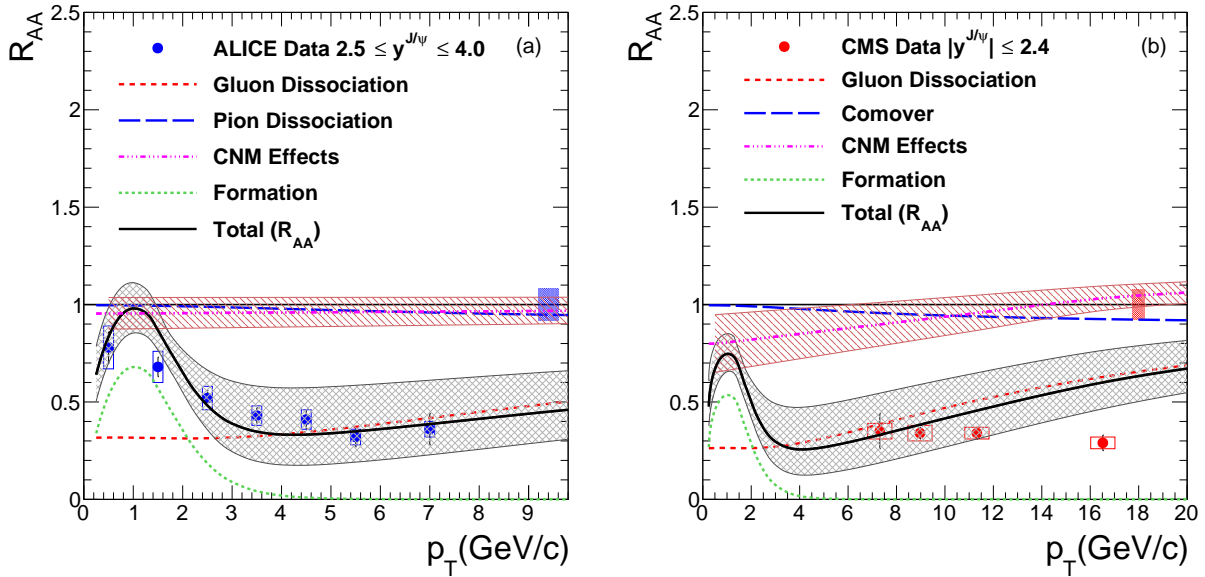 R_AA
2.5
2
1.5
1
0.5
0
ALICE Data 2.5 ≤ y^{J/ψ} ≤ 4.0
(a)
Gluon Dissociation
Pion Dissociation
CNM Effects
Formation
Total (R_AA)
0 1 2 3 4 5 6 7 8 9
p_T(GeV/c)
R_AA
2.5
2
1.5
1
0.5
0
CMS Data |y^{J/ψ}| ≤ 2.4
(b)
Gluon Dissociation
Comover
CNM Effects
Formation
Total (R_AA)
0 2 4 6 8 10 12 14 16 18 20
p_T(GeV/c)